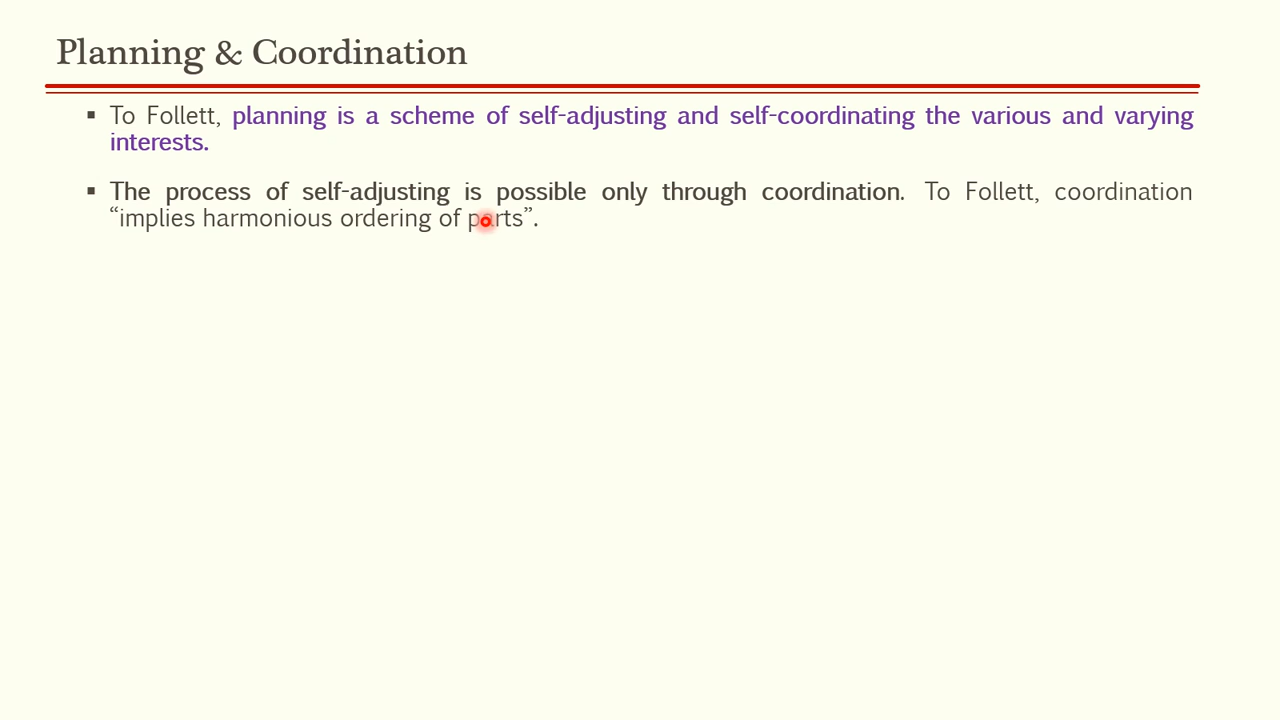 Planning & Coordination
▪ To Follett, planning is a scheme of self-adjusting and self-coordinating the various and varying
interests.
▪ The process of self-adjusting is possible only through coordination. To Follett, coordination
“implies harmonious ordering of parts”.